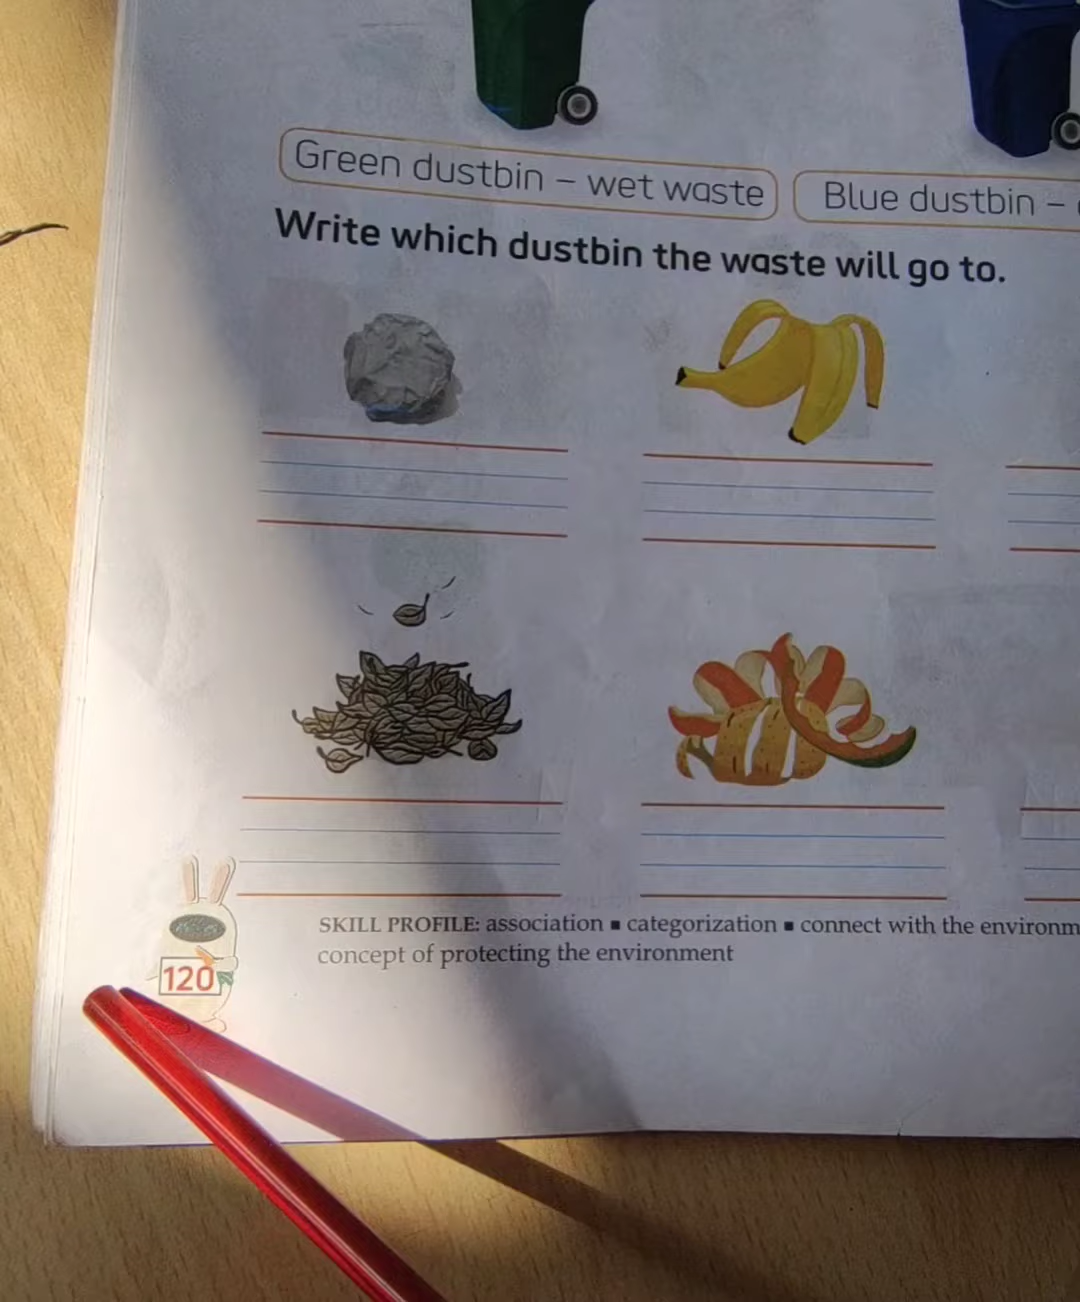 Green dustbin – wet waste
Blue dustbin –
Write which dustbin the waste will go to.
SKILL PROFILE: association ▪ categorization ▪ connect with the
concept of protecting the environment
120